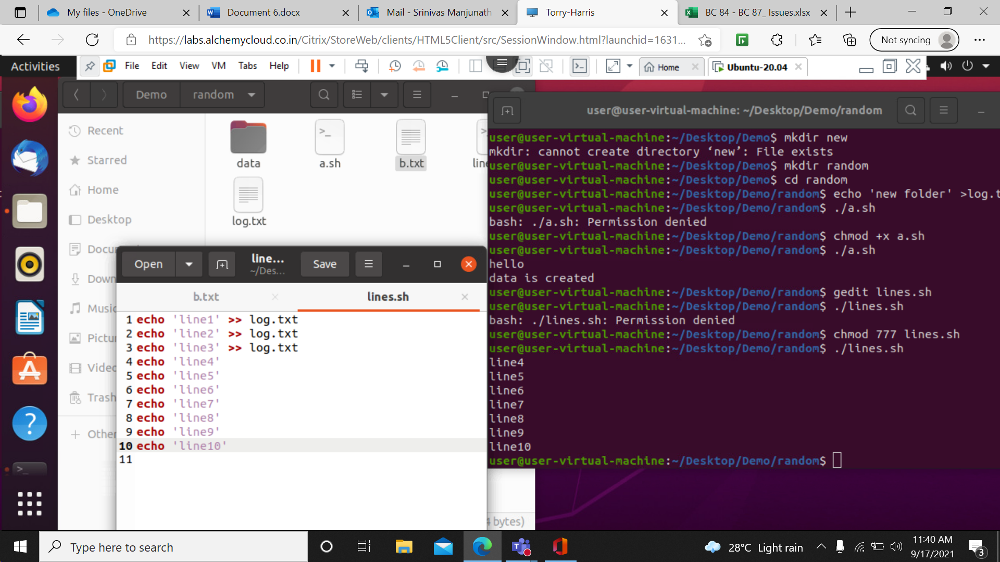 My files - OneDrive
Document 6.docx
Mail - Srinivas Manjunath
Torry-Harris
BC 84 - BC 87_ Issues.xlsx
https://labs.alchemycloud.co.in/Citrix/StoreWeb/clients/HTML5Client/src/SessionWindow.html?launchid=1631...
Not syncing
Activities
File Edit View VM Tabs Help
Home
Ubuntu-20.04
Demo random
Recent
Starred
Home
Desktop
Docu
Down
Music
Pictu
Video
Trash
Other
data
a.sh
b.txt
line
log.txt
Open
line...
~/Des...
Save
b.txt
lines.sh
1 echo 'line1' >> log.txt
2 echo 'line2' >> log.txt
3 echo 'line3' >> log.txt
4 echo 'line4'
5 echo 'line5'
6 echo 'line6'
7 echo 'line7'
8 echo 'line8'
9 echo 'line9'
10 echo 'line10'
11
4 bytes)
user@user-virtual-machine: ~/Desktop/Demo/random
user@user-virtual-machine:~/Desktop/Demo$ mkdir new
mkdir: cannot create directory ‘new’: File exists
user@user-virtual-machine:~/Desktop/Demo$ mkdir random
user@user-virtual-machine:~/Desktop/Demo$ cd random
user@user-virtual-machine:~/Desktop/Demo/random$ echo 'new folder' >log.t
user@user-virtual-machine:~/Desktop/Demo/random$ ./a.sh
bash: ./a.sh: Permission denied
user@user-virtual-machine:~/Desktop/Demo/random$ chmod +x a.sh
user@user-virtual-machine:~/Desktop/Demo/random$ ./a.sh
hello
data is created
user@user-virtual-machine:~/Desktop/Demo/random$ gedit lines.sh
user@user-virtual-machine:~/Desktop/Demo/random$ ./lines.sh
bash: ./lines.sh: Permission denied
user@user-virtual-machine:~/Desktop/Demo/random$ chmod 777 lines.sh
user@user-virtual-machine:~/Desktop/Demo/random$ ./lines.sh
line4
line5
line6
line7
line8
line9
line10
user@user-virtual-machine:~/Desktop/Demo/random$
Type here to search
28°C Light rain
11:40 AM
9/17/2021
3